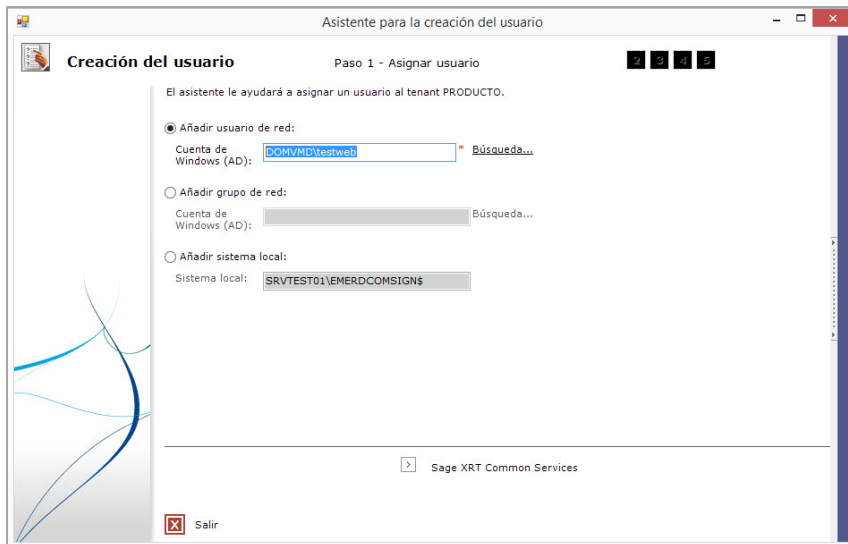 Asistente para la creación del usuario
Creación del usuario
Paso 1 - Asignar usuario
2 3 4 5
El asistente le ayudará a asignar un usuario al tenant PRODUCTO.
Añadir usuario de red:
Cuenta de Windows (AD):
DOMVMD\testweb
* Búsqueda...
Añadir grupo de red:
Cuenta de Windows (AD):
Búsqueda...
Añadir sistema local:
Sistema local:
SRVTEST01\EMERDCOMSIGN$
Sage XRT Common Services
Salir